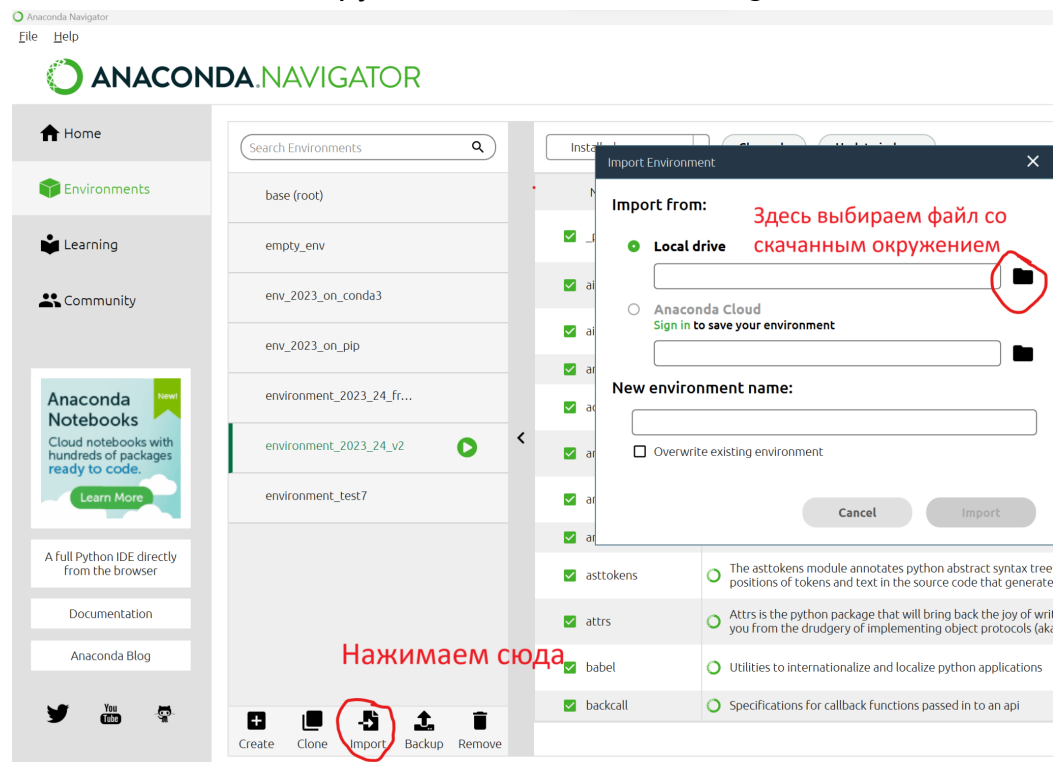 Anaconda Navigator
File Help
ANACONDA.NAVIGATOR
Home
Environments
Learning
Community
Anaconda
Notebooks
New!
Cloud notebooks with
hundreds of packages
ready to code.
Learn More
A full Python IDE directly
from the browser
Documentation
Anaconda Blog
You
Tube
Search Environments
base (root)
empty_env
env_2023_on_conda3
env_2023_on_pip
environment_2023_24_fr...
environment_2023_24_v2
environment_test7
Нажимаем сюда
Create Clone Import Backup Remove
Import Environment
Import from:
Здесь выбираем файл со
скачанным окружением
Local drive
Anaconda Cloud
Sign in to save your environment
New environment name:
Overwrite existing environment
Cancel Import
asttokens
The asttokens module annotates python abstract syntax tree
positions of tokens and text in the source code that generate
attrs
Attrs is the python package that will bring back the joy of
you from the drudgery of implementing object protocols (aka
babel
Utilities to internationalize and localize python applications
backcall
Specifications for callback functions passed in to an api